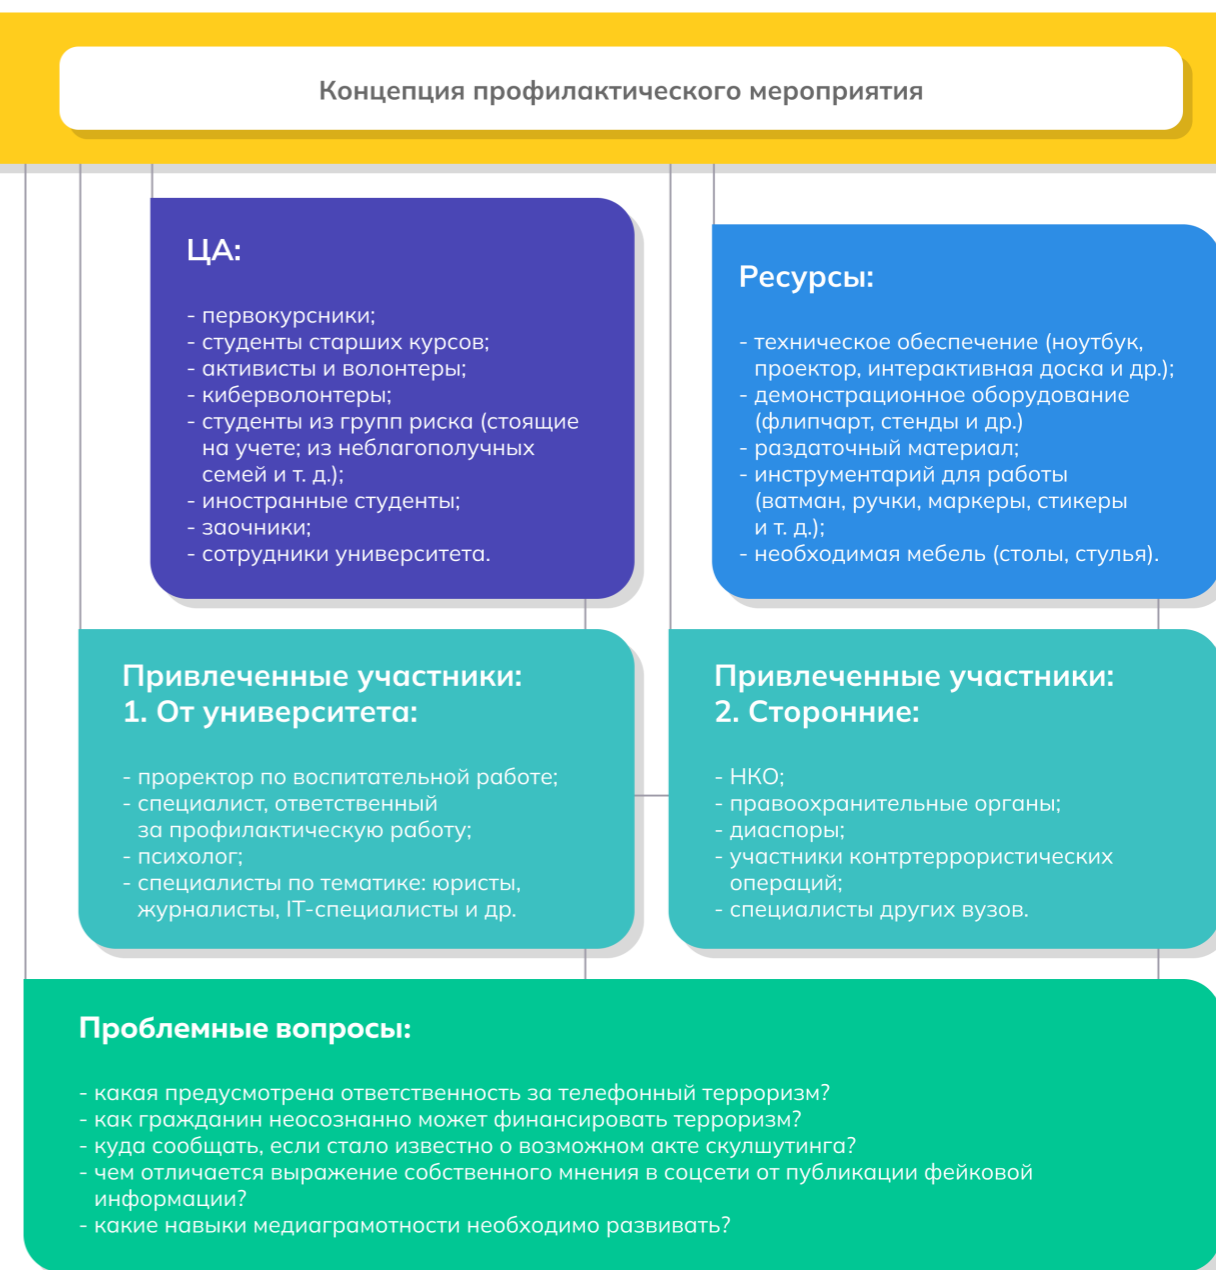 Концепция профилактического мероприятия
ЦА:
- первокурсники;
- студенты старших курсов;
- активисты и волонтеры;
- киберволонтеры;
- студенты из групп риска (стоящие
на учете; из неблагополучных
семей и т. д.);
- иностранные студенты;
- заочники;
- сотрудники университета.
Ресурсы:
- техническое обеспечение (ноутбук,
проектор, интерактивная доска и др.);
- демонстрационное оборудование
(флипчарт, стенды и др.)
- раздаточный материал;
- инструментарий для работы
(ватман, ручки, маркеры, стикеры
и т. д.);
- необходимая мебель (столы, стулья).
Привлеченные участники:
1. От университета:
- проректор по воспитательной работе;
- специалист, ответственный
за профилактическую работу;
- психолог;
- специалисты по тематике: юристы,
журналисты, IT-специалисты и др.
Привлеченные участники:
2. Сторонние:
- НКО;
- правоохранительные органы;
- диаспоры;
- участники контртеррористических
операций;
- специалисты других вузов.
Проблемные вопросы:
- какая предусмотрена ответственность за телефонный терроризм?
- как гражданин неосознанно может финансировать терроризм?
- куда сообщать, если стало известно о возможном акте скулшутинга?
- чем отличается выражение собственного мнения в соцсети от публикации фейковой
информации?
- какие навыки медиаграмотности необходимо развивать?